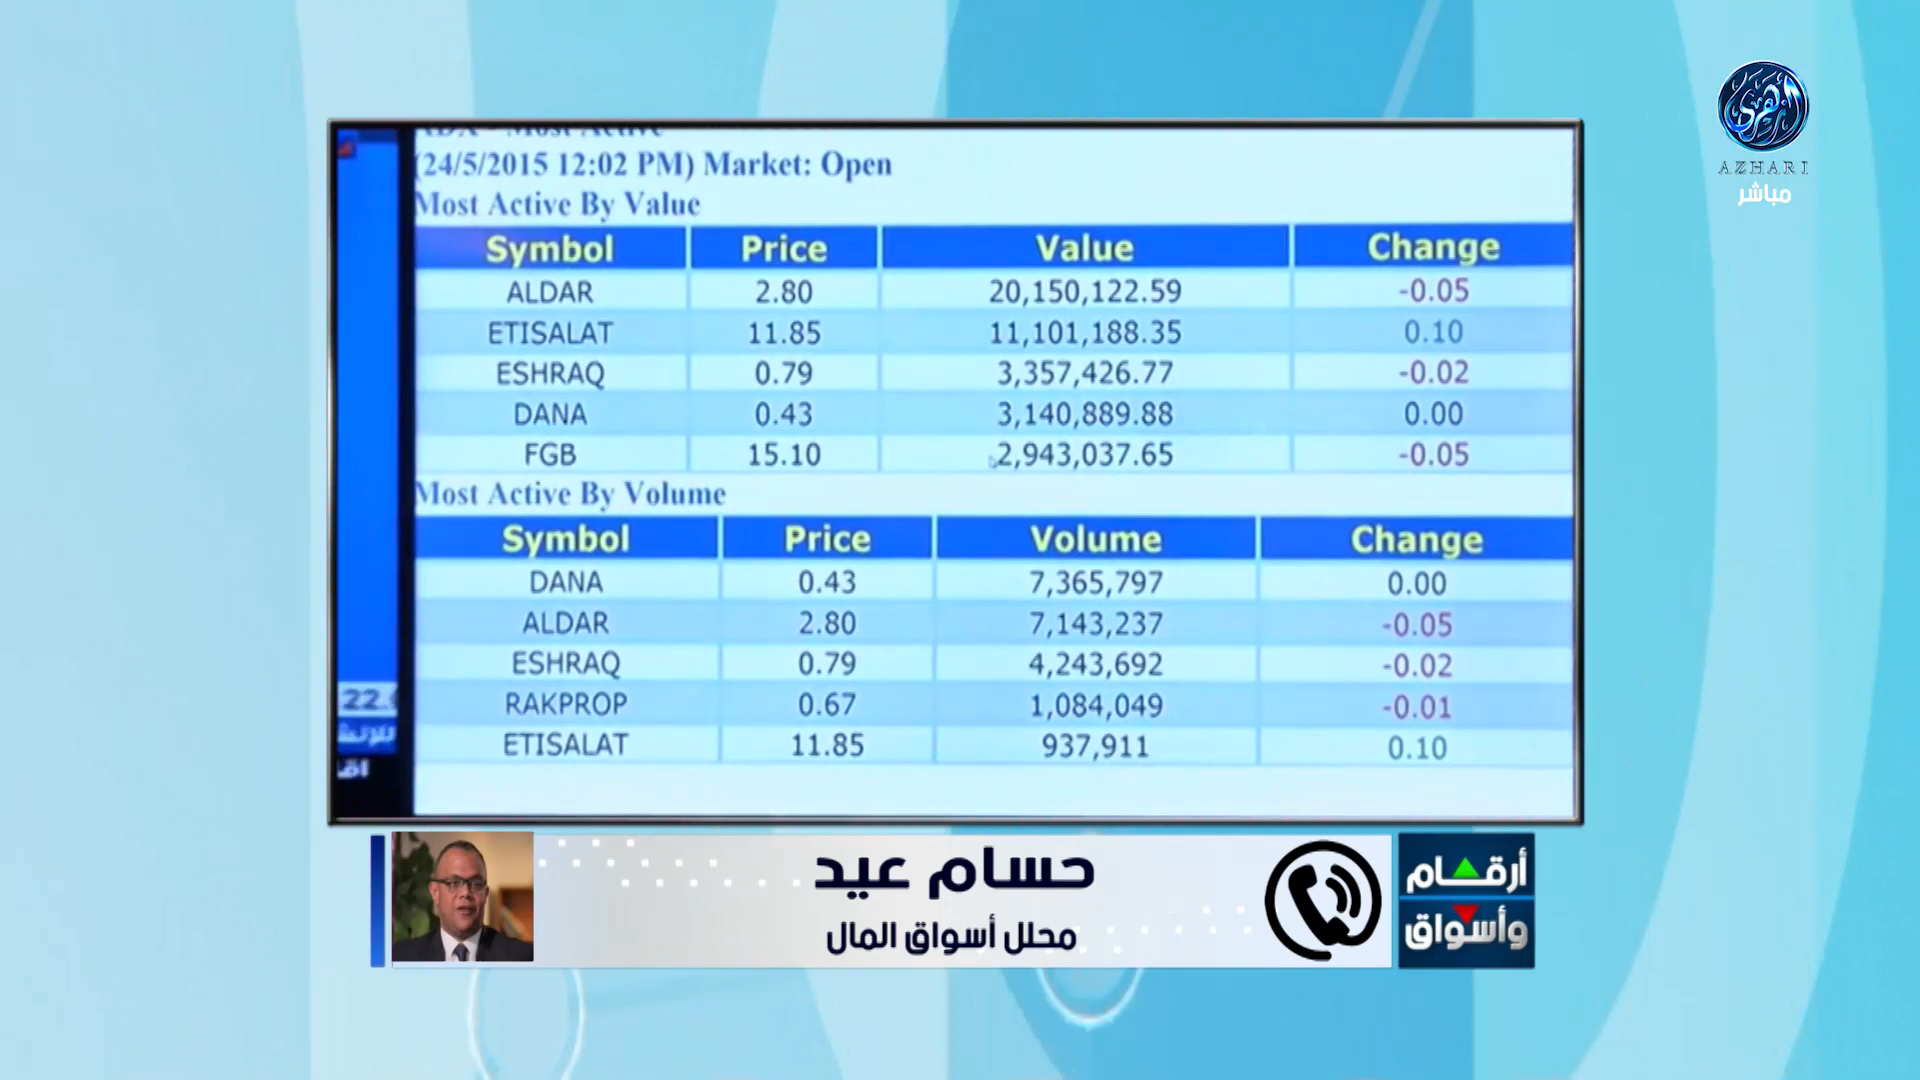 أزهري
AZHARI
مباشر
ADX - Most Active
(24/5/2015 12:02 PM) Market: Open
Most Active By Value
Symbol Price Value Change
ALDAR 2.80 20,150,122.59 -0.05
ETISALAT 11.85 11,101,188.35 0.10
ESHRAQ 0.79 3,357,426.77 -0.02
DANA 0.43 3,140,889.88 0.00
FGB 15.10 2,943,037.65 -0.05
Most Active By Volume
Symbol Price Volume Change
DANA 0.43 7,365,797 0.00
ALDAR 2.80 7,143,237 -0.05
ESHRAQ 0.79 4,243,692 -0.02
RAKPROP 0.67 1,084,049 -0.01
ETISALAT 11.85 937,911 0.10
أرقام
وأسواق
حسام عيد
محلل أسواق المال